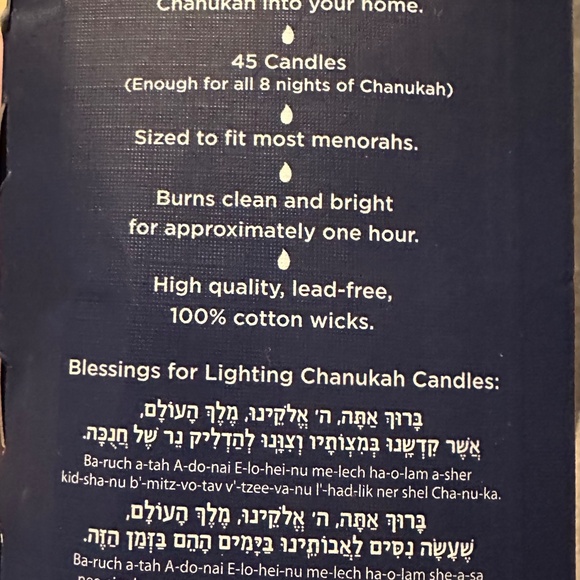 Chanukah into your home.
45 Candles
(Enough for all 8 nights of Chanukah)
Sized to fit most menorahs.
Burns clean and bright
for approximately one hour.
High quality, lead-free,
100% cotton wicks.
Blessings for Lighting Chanukah Candles:
בָּרוּךְ אַתָּה, ה' אֱלֹקֵינוּ, מֶלֶךְ הָעוֹלָם,
אֲשֶׁר קִדְּשָׁנוּ בְּמִצְוֹתָיו וְצִוָּנוּ לְהַדְלִיק נֵר שֶׁל חֲנֻכָּה.
Ba-ruch a-tah A-do-nai E-lo-hei-nu me-lech ha-o-lam a-sher
kid-sha-nu b'-mitz-vo-tav v'-tzee-va-nu l'-had-lik ner shel Cha-nu-ka.
בָּרוּךְ אַתָּה, ה' אֱלֹקֵינוּ, מֶלֶךְ הָעוֹלָם,
שֶׁעָשָׂה נִסִּים לַאֲבוֹתֵינוּ בַּיָּמִים הָהֵם בַּזְּמַן הַזֶּה.
Ba-ruch a-tah A-do-nai E-lo-hei-nu me-lech ha-o-lam she-a-sa